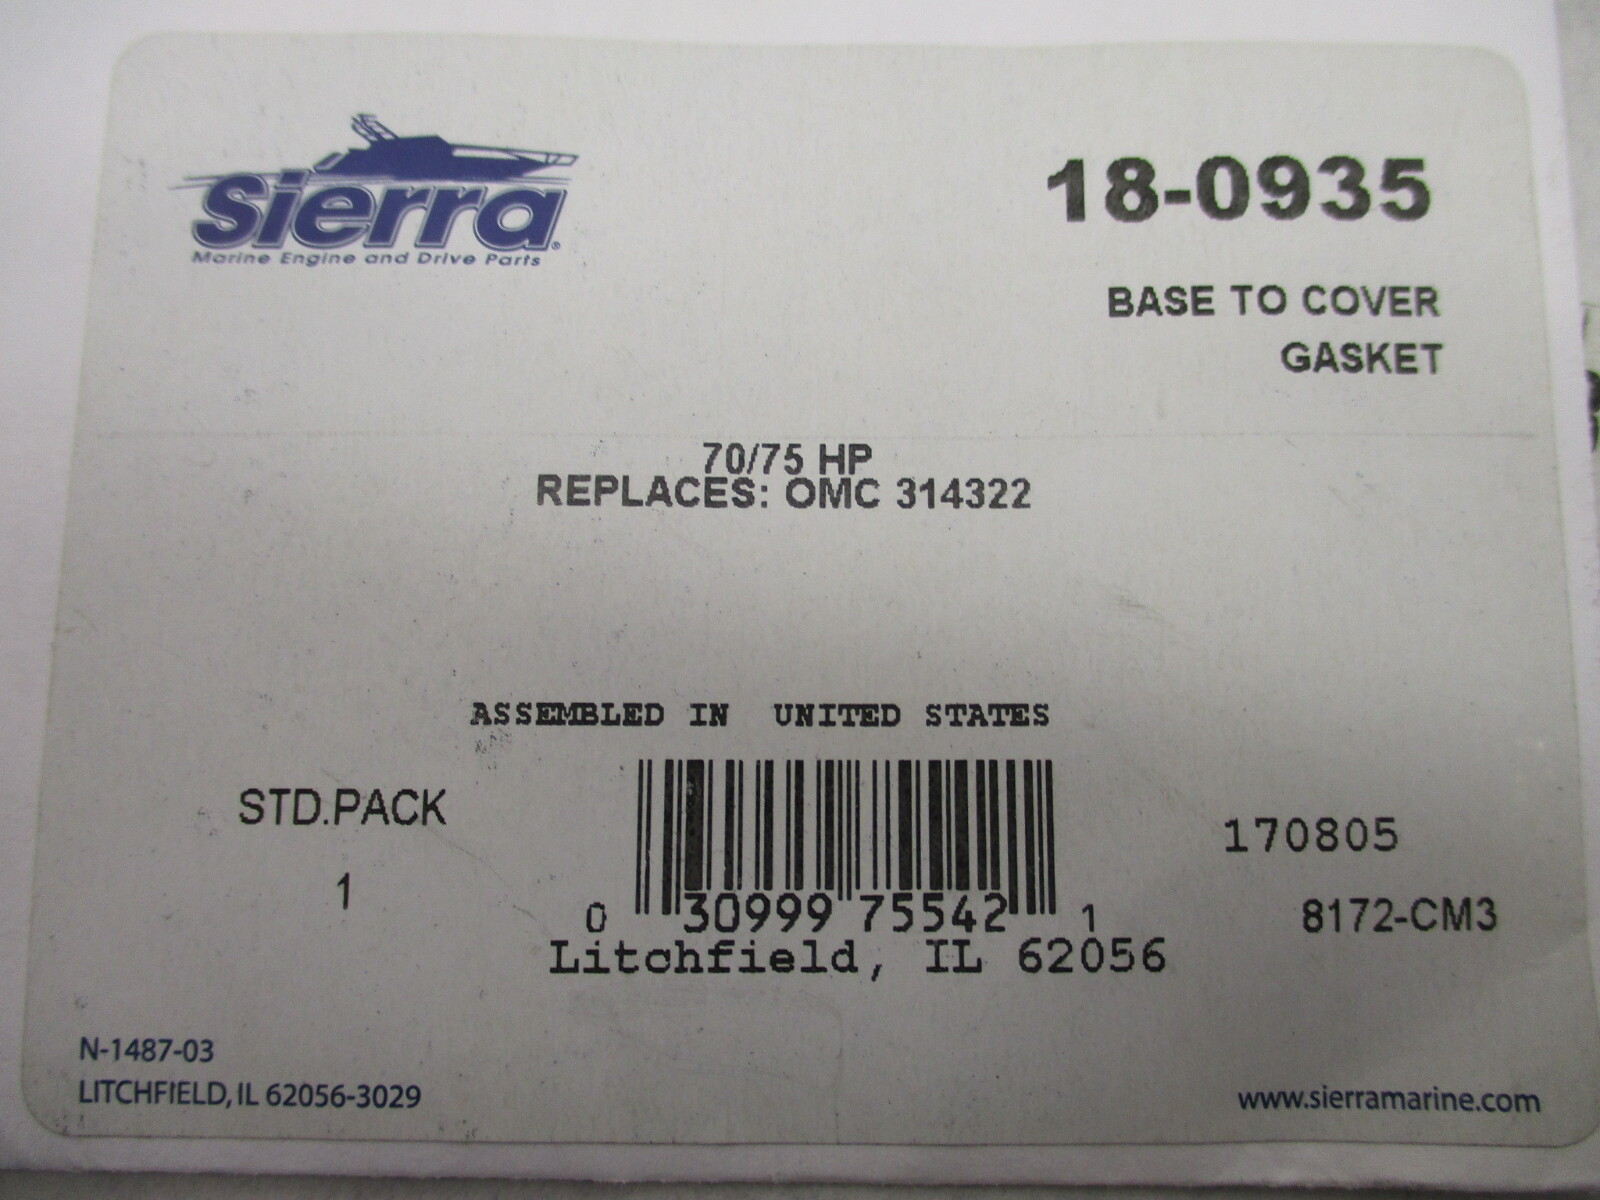 Sierra®
Marine Engine and Drive Parts
18-0935
BASE TO COVER
GASKET
70/75 HP
REPLACES: OMC 314322
ASSEMBLED IN UNITED STATES
STD.PACK
1
0 30999 75542 1
Litchfield, IL 62056
170805
8172-CM3
N-1487-03
LITCHFIELD, IL 62056-3029
www.sierramarine.com